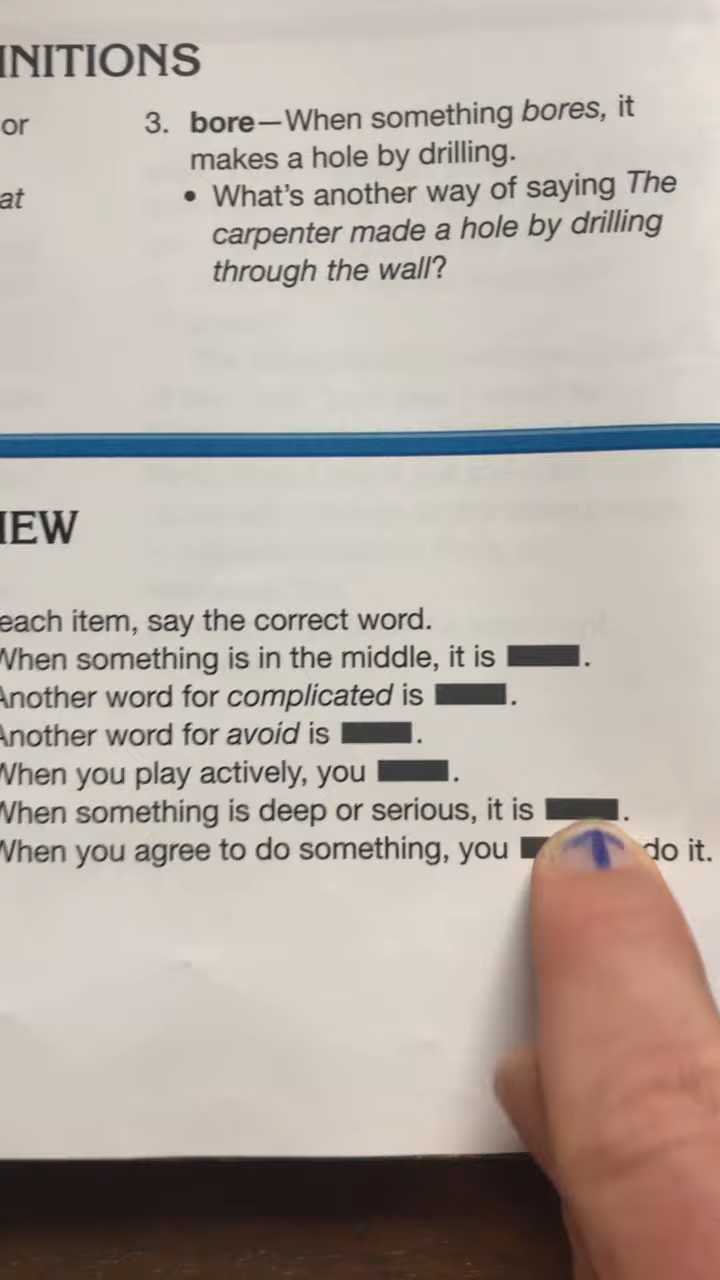 INITIONS
or
at
3. bore—When something bores, it
makes a hole by drilling.
• What's another way of saying The
carpenter made a hole by drilling
through the wall?
IEW
each item, say the correct word.
When something is in the middle, it is
Another word for complicated is
Another word for avoid is
When you play actively, you
When something is deep or serious, it is
When you agree to do something, you do it.